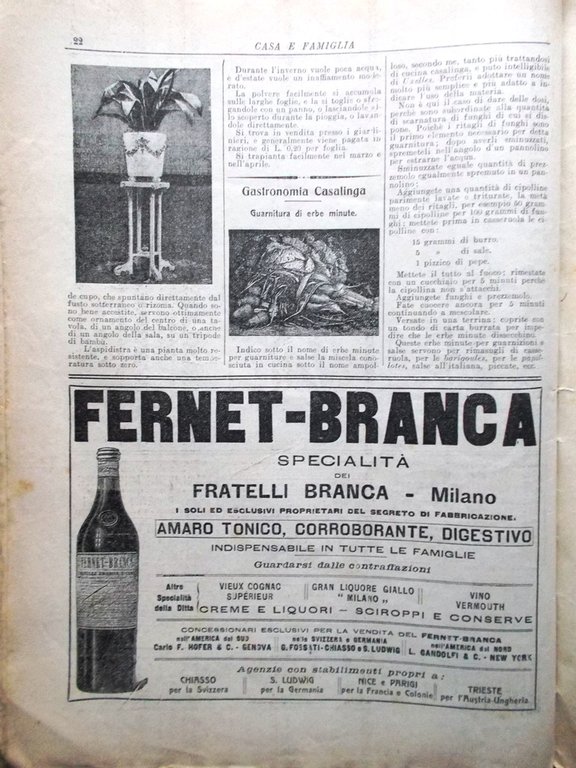 22
CASA E FAMIGLIA
de cupo, che spuntano direttamente dal
fusto sotterraneo o rizoma. Quando so-
no bene assestite, servono ottimamente
come ornamento del centro di una ta-
vola, di un angolo del balcone, o anche
di un angolo della sala, su un tripode
di bambù.
L'aspidistra è una pianta molto re-
sistente, e sopporta anche una tempe-
ratura sotto zero.
Durante l'inverno vuole poca acqua,
e d'estate vuole un inaffiamento mode-
rato.
La polvere facilmente si accumula
sulle larghe foglie, e la si toglie o sfre-
gandole con un panno, o lasciandole al-
lo scoperto durante la pioggia, o lavan-
dole direttamente.
Si trova in vendita presso i giardi-
nieri, e generalmente viene pagata in
ragione di L. 0,20 per foglia.
Si trapianta facilmente nel marzo e
nell'aprile.
Gastronomia Casalinga
Guarnitura di erbe minute.
Indico sotto il nome di erbe minute
per guarniture e salse la miscela cono-
sciuta in cucina sotto il nome ampol-
loso, secondo me, tanto più trattandosi
di cucina casalinga, e poco intelligibile
di Uxelles. Preferii adottare un nome
molto più semplice e più adatto a in-
dicare l'uso della materia.
Non è qui il caso di dare delle dosi,
perchè sono subordinate alla quantità
di scarnatura di funghi di cui si dis-
pone. Poichè i ritagli di funghi sono
il primo elemento necessario per detta
guarnitura; dopo averli sminuzzati,
spremeteli nell'angolo di un pannolino
per estrarne l'acqua.
Sminuzzate eguale quantità di prez-
zemolo ugualmente spremuto in un pan-
nolino;
Aggiungete una quantità di cipolline
parimente lavate e triturate, la metà
meno dei ritagli, per esempio 50 gram-
mi di cipolline per 100 grammi di fun-
ghi; mettete prima in casseruola le ci-
polline con:
15 grammi di burro.
5 » di sale.
1 pizzico di pepe.
Mettete il tutto al fuoco; rimestate
con un cucchiaio per 5 minuti perchè
la cipollina non s'attacchi.
Aggiungete funghi e prezzemolo.
Fate cuocere ancora per 5 minuti
continuando a mescolare.
Versate in una terrina; coprite con
un tondo di carta burrata per impe-
dire che le erbe minute disecchino.
Queste erbe minute per guarnizioni e
salse servono per rimasugli di casse-
ruola, per le barigoules, per le papil-
lotes, salse all'italiana, piccate, ecc.
FERNET-BRANCA
SPECIALITÀ
DEI
FRATELLI BRANCA - Milano
I SOLI ED ESCLUSIVI PROPRIETARI DEL SEGRETO DI FABBRICAZIONE.
AMARO TONICO, CORROBORANTE, DIGESTIVO
INDISPENSABILE IN TUTTE LE FAMIGLIE
Guardarsi dalle contraffazioni
FERNET-BRANCA
Altre
Specialità
della Ditta
VIEUX COGNAC
SUPÉRIEUR
GRAN LIQUORE GIALLO
"MILANO"
VINO
VERMOUTH
CREME E LIQUORI - SCIROPPI E CONSERVE
CONCESSIONARI ESCLUSIVI PER LA VENDITA DEL FERNET-BRANCA
nell'AMERICA del SUD
Carlo F. HOFER & C. - GENOVA
nella SVIZZERA e GERMANIA
G. FOSSATI-CHIASSO e S. LUDWIG
nell'AMERICA del NORD
L. GANDOLFI & C. - NEW YORK
Agenzie con stabilimenti propri a:
CHIASSO
per la Svizzera
S. LUDWIG
per la Germania
NICE e PARIGI
per la Francia e Colonie
TRIESTE
per l'Austria-Ungheria